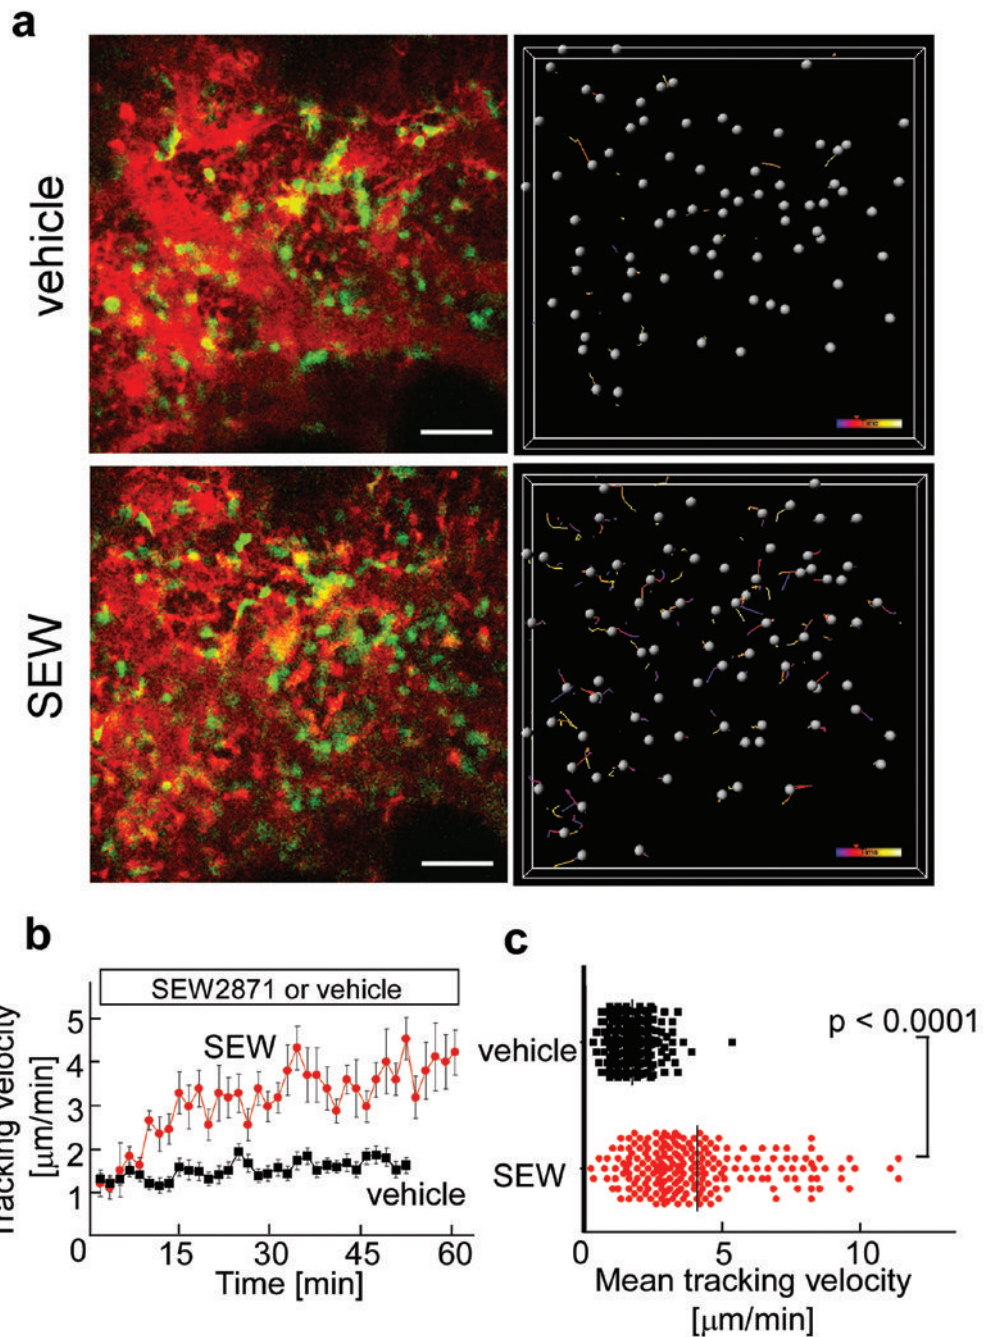 a
vehicle
SEW
b
SEW2871 or vehicle
Tracking velocity
[μm/min]
5
4
3
2
1
0
SEW
vehicle
15
30
45
60
Time [min]
c
vehicle
SEW
p < 0.0001
0
5
10
Mean tracking velocity
[μm/min]